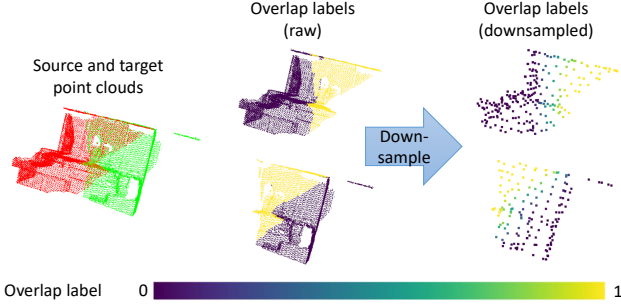 Source and target
point clouds
Overlap labels
(raw)
Overlap labels
(downsampled)
Down-
sample
Overlap label 0 1